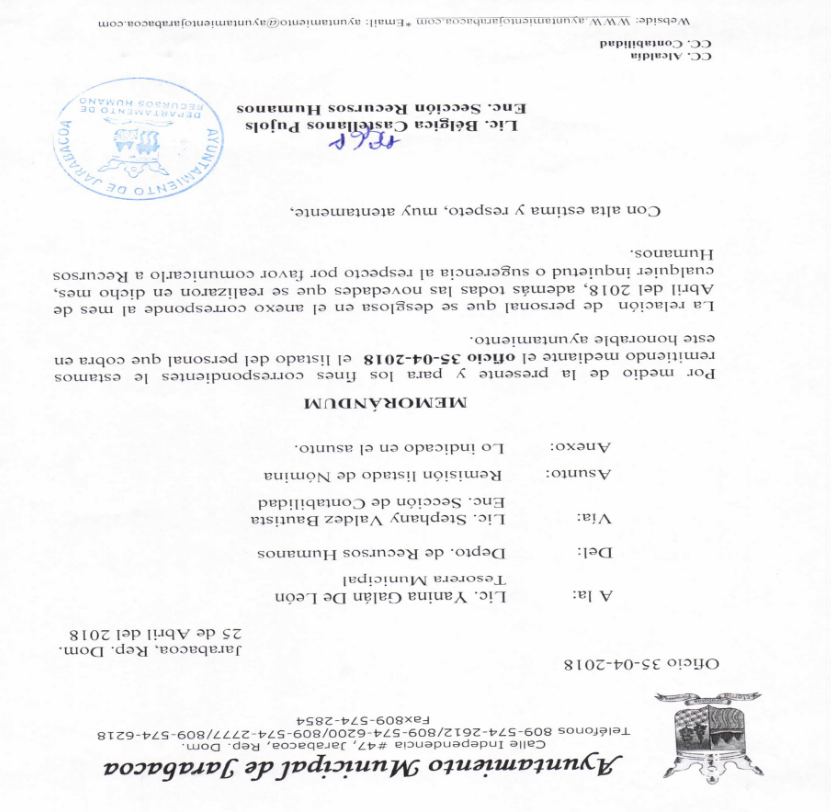 Ayuntamiento Municipal de Jarabacoa
Calle Independencia #47, Jarabacoa, Rep. Dom.
Teléfonos 809-574-2612/809-574-6200/809-574-2777/809-574-6218
Fax809-574-2854
Oficio 35-04-2018
Jarabacoa, Rep. Dom.
25 de Abril del 2018
A la: Lic. Yanina Galán De León
Tesorera Municipal
Del: Depto. de Recursos Humanos
Vía: Lic. Stephany Valdez Bautista
Enc. Sección de Contabilidad
Asunto: Remisión listado de Nómina
Anexo: Lo indicado en el asunto.
MEMORÁNDUM
Por medio de la presente y para los fines correspondientes le estamos
remitiendo mediante el oficio 35-04-2018 el listado del personal que cobra en
este honorable ayuntamiento.
La relación de personal que se desglosa en el anexo corresponde al mes de
Abril del 2018, además todas las novedades que se realizaron en dicho mes,
cualquier inquietud o sugerencia al respecto por favor comunicarlo a Recursos
Humanos.
Con alta estima y respeto, muy atentamente,
Lic. Bélgica Castellanos Pujols
Enc. Sección Recursos Humanos
AYUNTAMIENTO DE JARABACOA
DEPARTAMENTO DE
RECURSOS HUMANO
CC. Alcaldía
CC. Contabilidad
Webside: WWW.ayuntamientojarabacoa.com *Email: ayuntamiento@ayuntamientojarabacoa.com